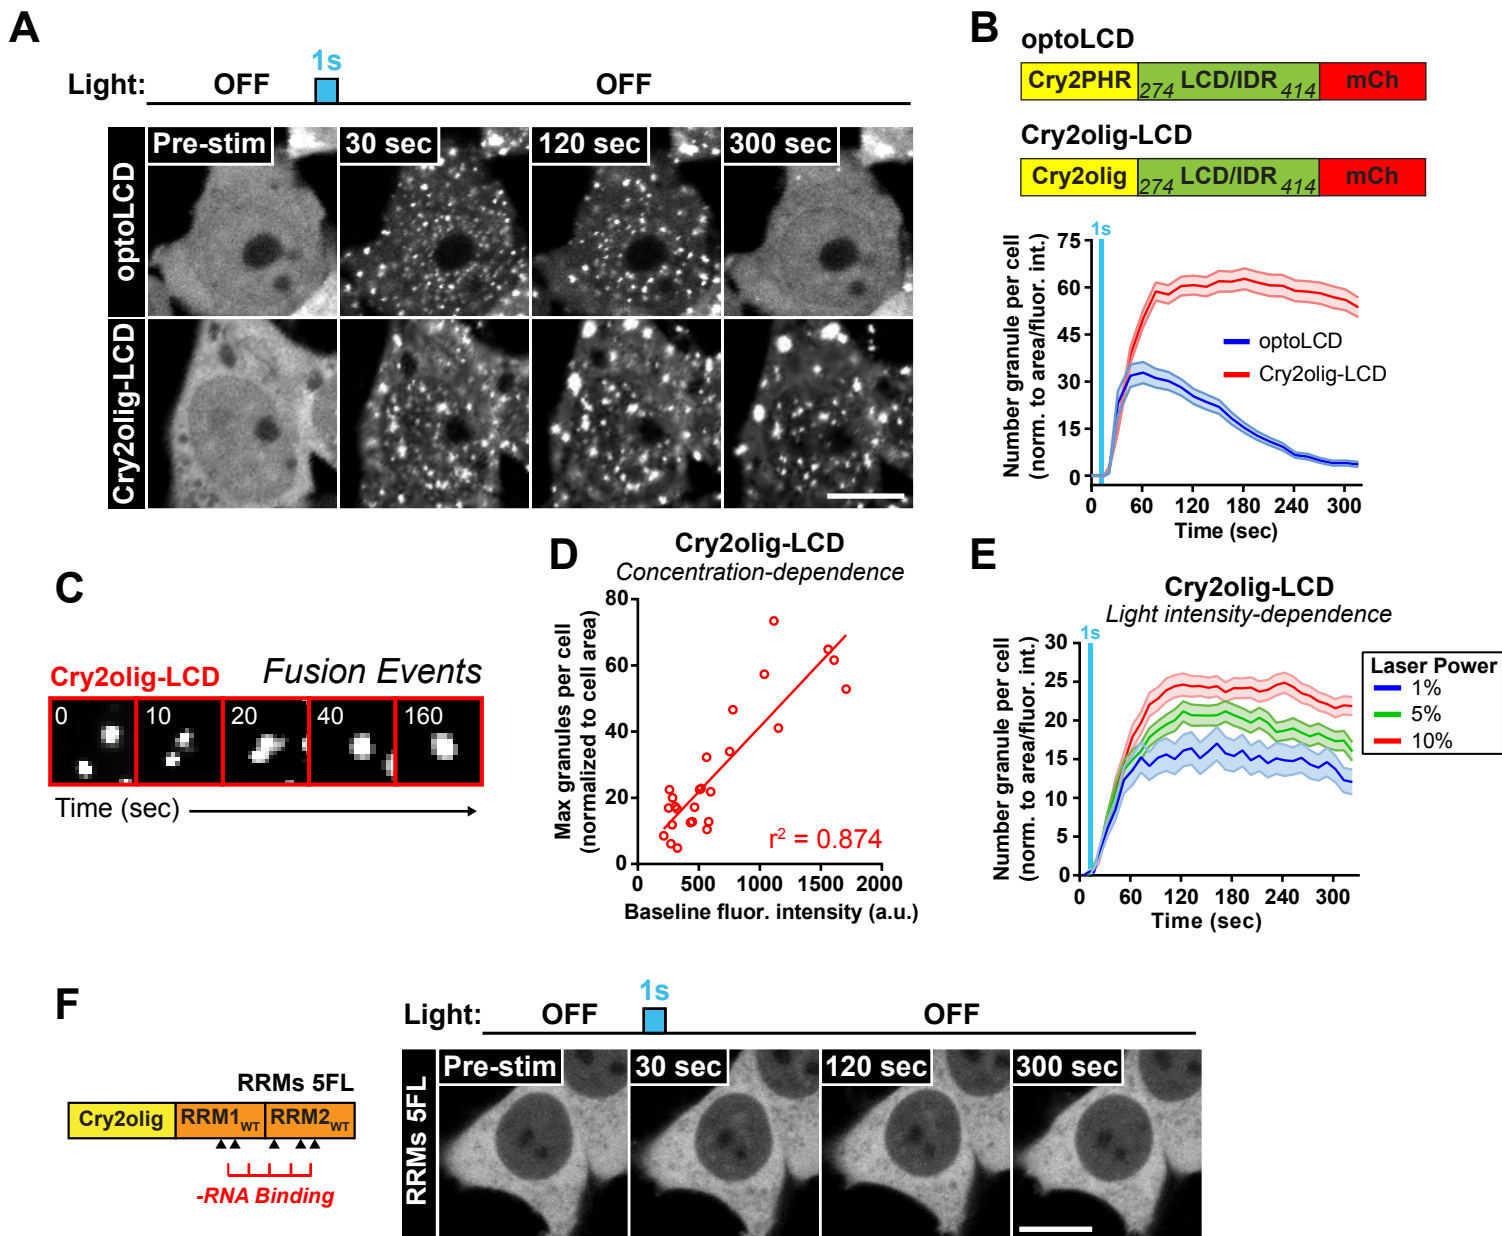 A
1s
Light: OFF OFF
optoLCD
Pre-stim 30 sec 120 sec 300 sec
Cry2olig-LCD
B
optoLCD
Cry2PHR 274 LCD/IDR 414 mCh
Cry2olig-LCD
Cry2olig 274 LCD/IDR 414 mCh
1s
Number granule per cell
(norm. to area/fluor. int.)
75
60
45
30
15
0
optoLCD
Cry2olig-LCD
0 60 120 180 240 300
Time (sec)
C
Cry2olig-LCD Fusion Events
0 10 20 40 160
Time (sec)
D
Cry2olig-LCD
Concentration-dependence
Max granules per cell
(normalized to cell area)
80
60
40
20
0
r² = 0.874
0 500 1000 1500 2000
Baseline fluor. intensity (a.u.)
E
Cry2olig-LCD
Light intensity-dependence
1s
Number granule per cell
(norm. to area/fluor. int.)
30
25
20
15
10
5
0
0 60 120 180 240 300
Time (sec)
Laser Power
1%
5%
10%
F
RRMs 5FL
Cry2olig RRM1WT RRM2WT
-RNA Binding
1s
Light: OFF OFF
RRMs 5FL
Pre-stim 30 sec 120 sec 300 sec